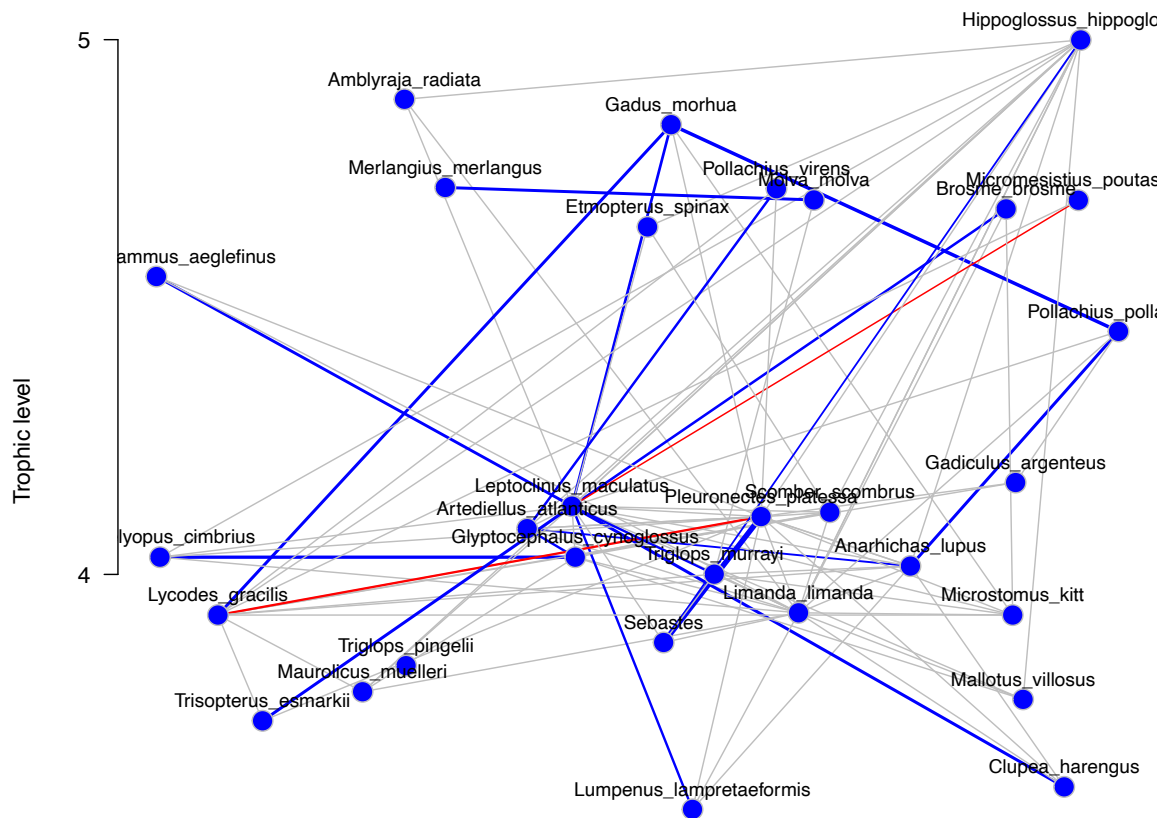 Hippoglossus_hippoglo
5
Amblyraja_radiata
Gadus_morhua
Merlangius_merlangus
Pollachius_virens
Molva_molva
Micromesistius_poutas
Brosme_brosme
Etmopterus_spinax
ammus_aeglefinus
Pollachius_polla
Trophic level
Gadiculus_argenteus
Leptoclinus_maculatus
Scomber_scombrus
Pleuronectes_platessa
Artediellus_atlanticus
lyopus_cimbrius
Glyptocephalus_cynoglossus
Anarhichas_lupus
Triglops_murrayi
4
Lycodes_gracilis
Limanda_limanda
Microstomus_kitt
Sebastes
Triglops_pingelii
Maurolicus_muelleri
Mallotus_villosus
Trisopterus_esmarkii
Clupea_harengus
Lumpenus_lampretaeformis